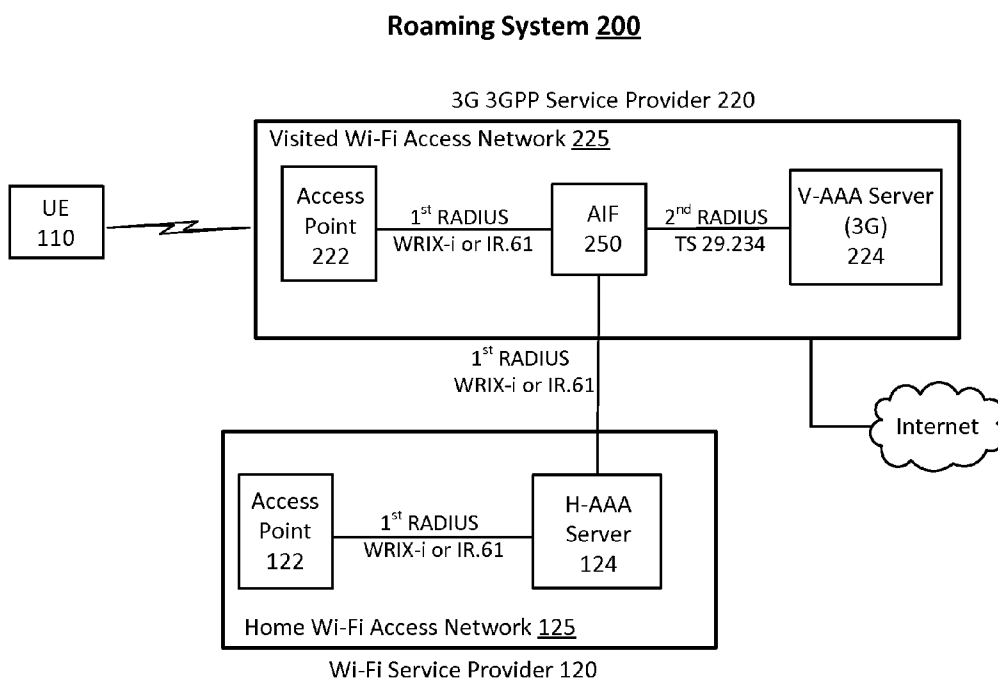 Roaming System 200
3G 3GPP Service Provider 220
Visited Wi-Fi Access Network 225
UE
110
Access
Point
222
1st RADIUS
WRIX-i or IR.61
AIF
250
2nd RADIUS
TS 29.234
V-AAA Server
(3G)
224
1st RADIUS
WRIX-i or IR.61
Internet
Access
Point
122
1st RADIUS
WRIX-i or IR.61
H-AAA
Server
124
Home Wi-Fi Access Network 125
Wi-Fi Service Provider 120